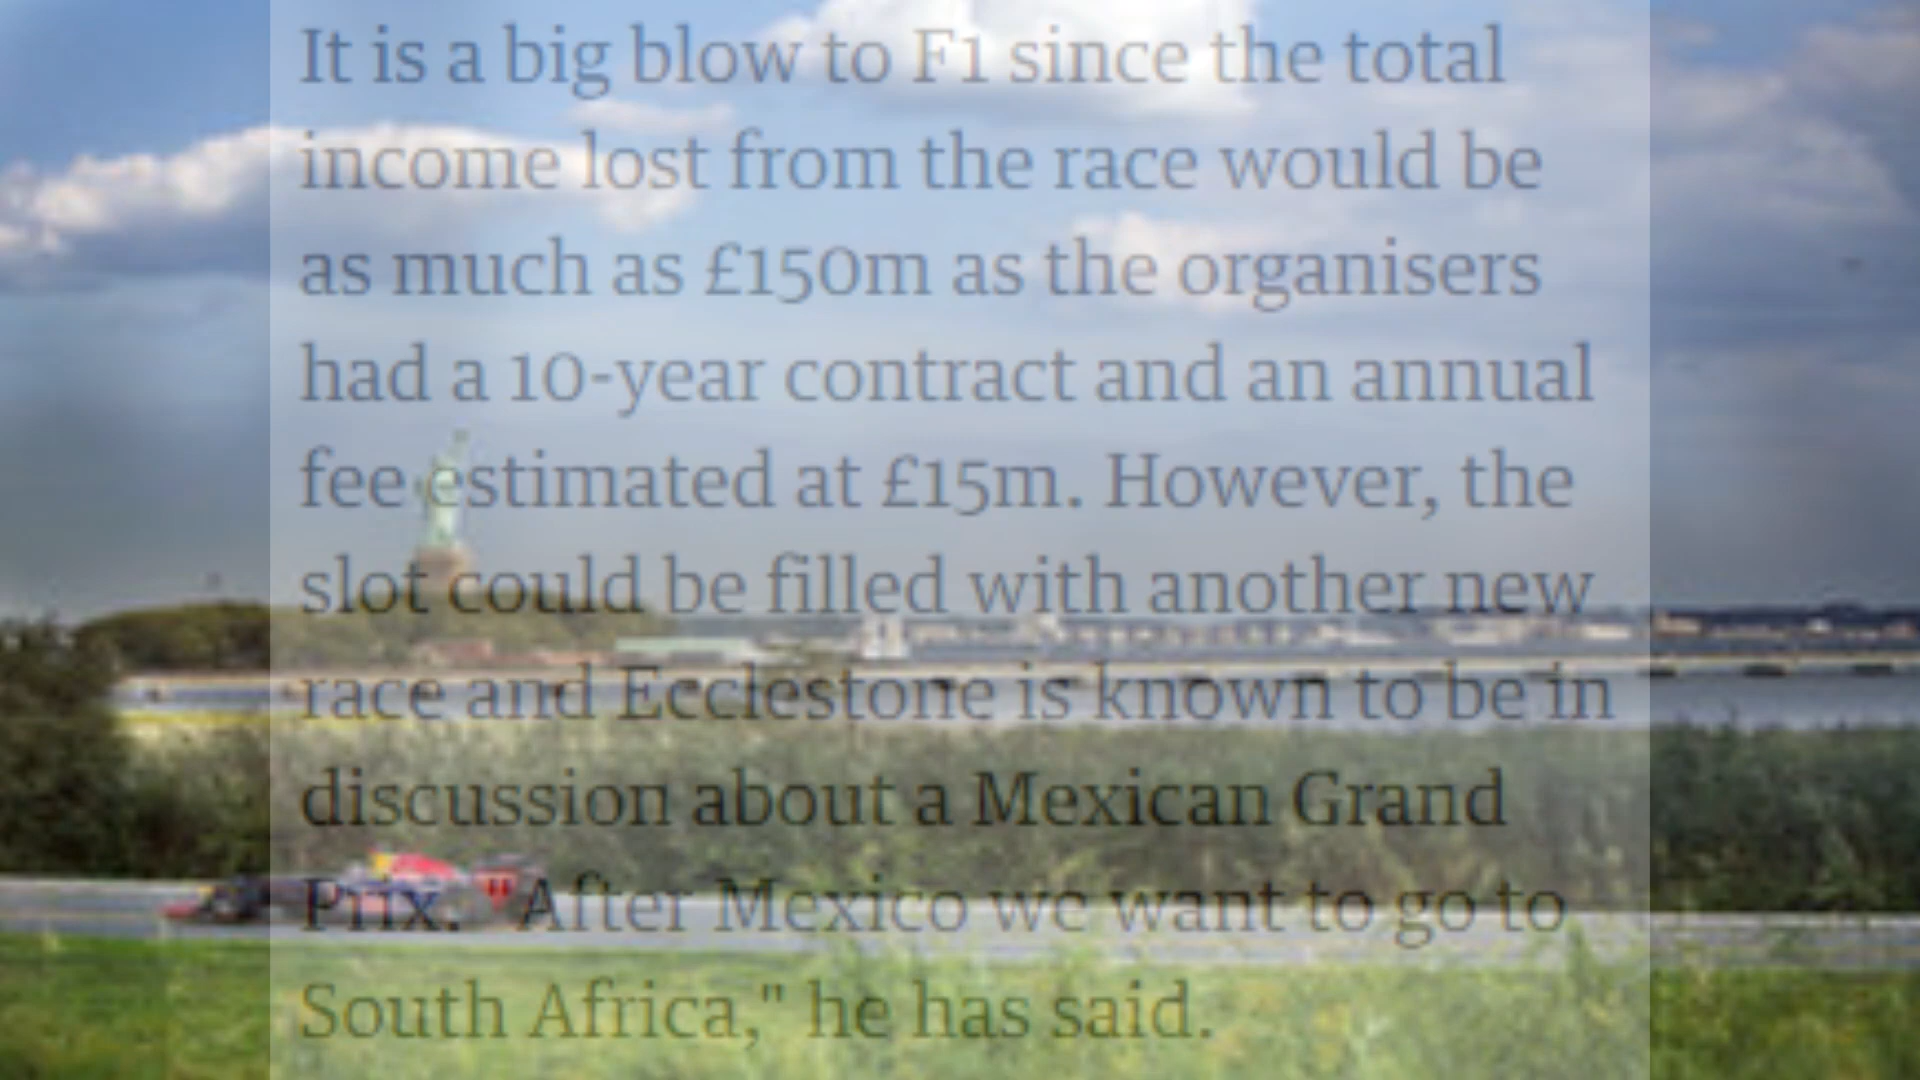 It is a big blow to F1 since the total
income lost from the race would be
as much as £150m as the organisers
had a 10-year contract and an annual
fee estimated at £15m. However, the
slot could be filled with another new
race and Ecclestone is known to be in
discussion about a Mexican Grand
Prix. "After Mexico we want to go to
South Africa," he has said.